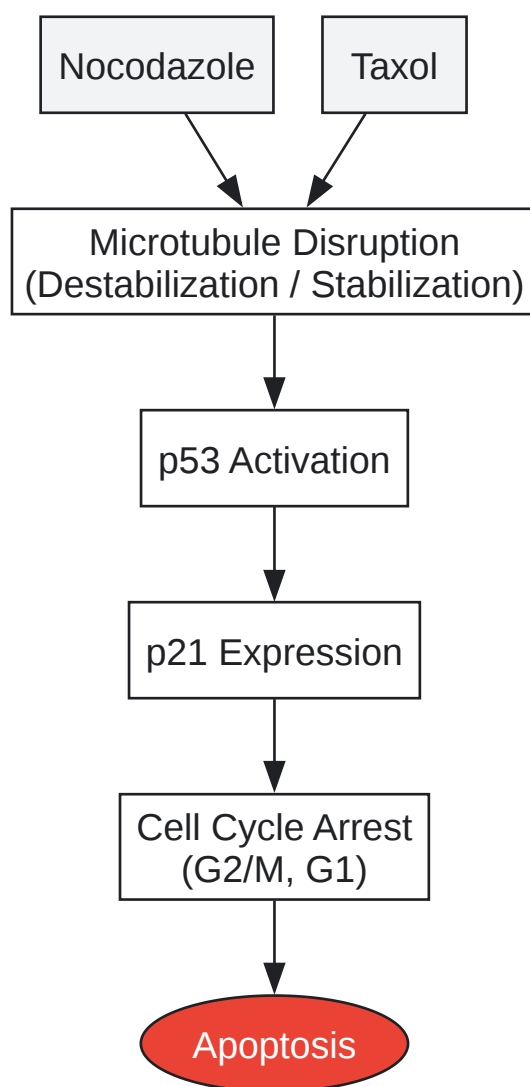 Nocodazole
Taxol
Microtubule Disruption
(Destabilization / Stabilization)
p53 Activation
p21 Expression
Cell Cycle Arrest
(G2/M, G1)
Apoptosis